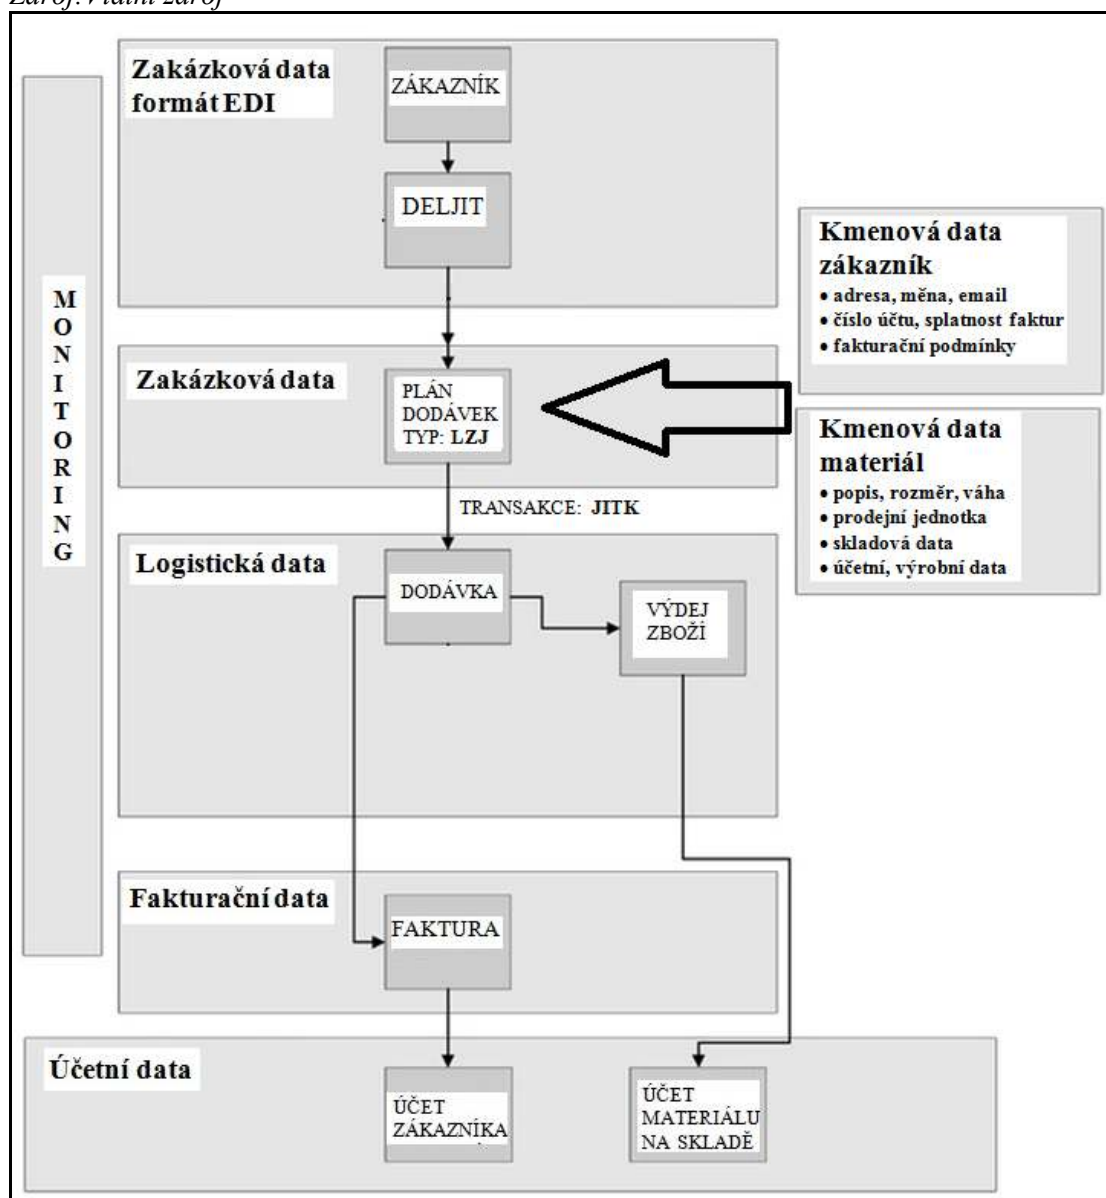 Zdroj:Vlatní zdroj
Zakázková data
formát EDI
ZÁKAZNÍK
DELJIT
Kmenová data
zákazník
• adresa, měna, email
• číslo účtu, splatnost faktur
• fakturační podmínky
MONITORING
Zakázková data
PLÁN
DODÁVEK
TYP: LZJ
Kmenová data
materiál
• popis, rozměr, váha
• prodejní jednotka
• skladová data
• účetní, výrobní data
TRANSAKCE: JITK
Logistická data
DODÁVKA
VÝDEJ
ZBOŽÍ
Fakturační data
FAKTURA
Účetní data
ÚČET
ZÁKAZNÍKA
ÚČET
MATERIÁLU
NA SKLADĚ